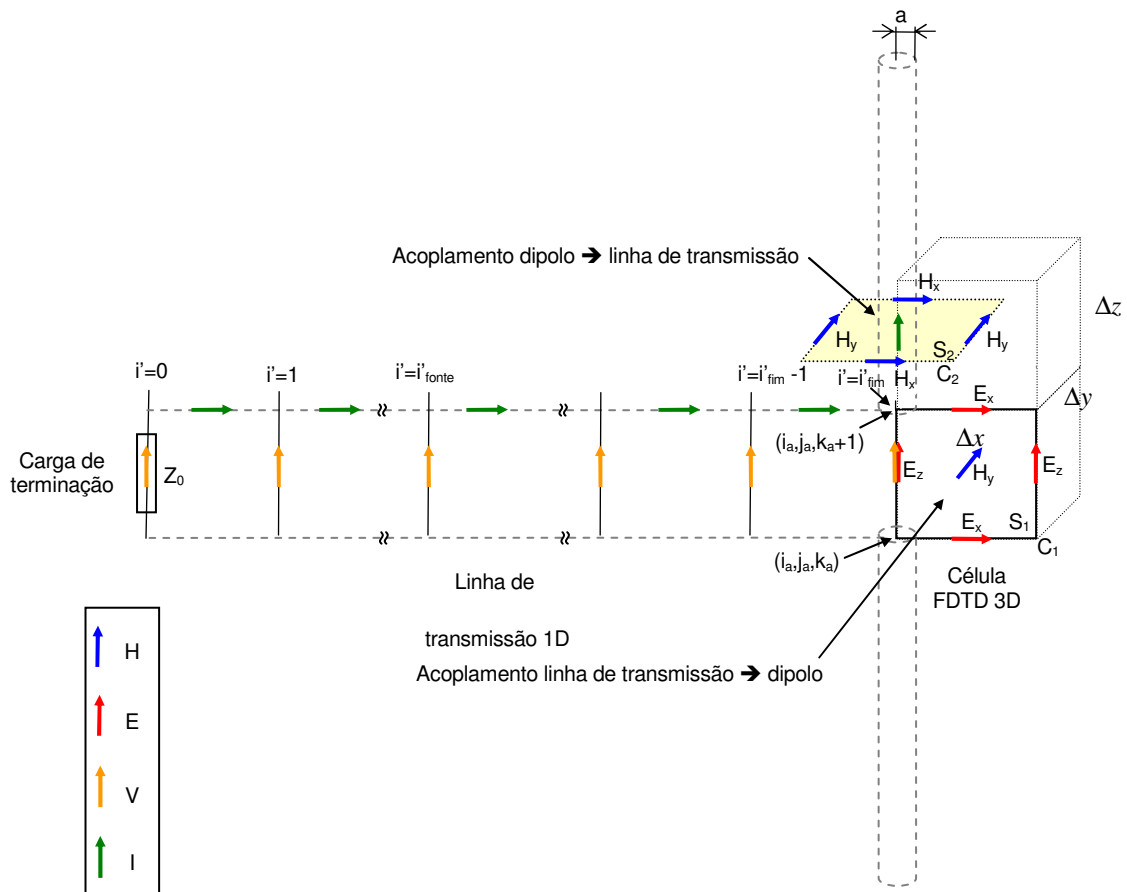 a
Acoplamento dipolo ➔ linha de transmissão
Hx
Δz
Hy
Hy
S2
C2
Hx
i'=0
i'=1
i'=i'fonte
i'=i'fim -1
i'=i'fim
Ex
Δy
(ia,ja,ka+1)
Δx
Carga de
terminação
Z0
Ez
Hy
Ez
Ex
S1
C1
(ia,ja,ka)
Linha de
Célula
FDTD 3D
transmissão 1D
Acoplamento linha de transmissão ➔ dipolo
H
E
V
I